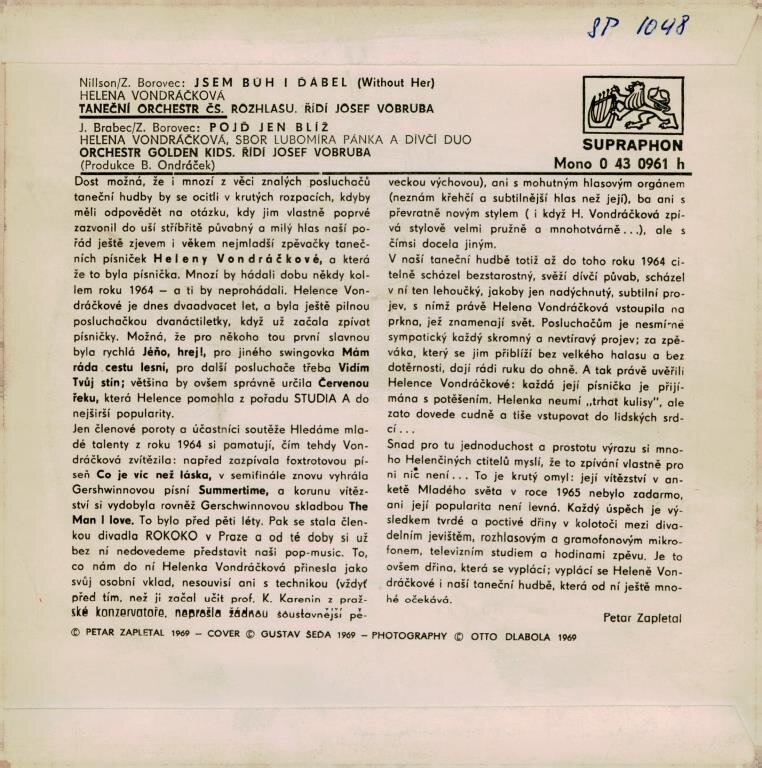 SP 1048
Nillson/Z. Borovec: JSEM BŮH I ĎÁBEL (Without Her)
HELENA VONDRÁČKOVÁ
TANEČNÍ ORCHESTR ČS. ROZHLASU. ŘÍDÍ JOSEF VOBRUBA
J. Brabec/Z. Borovec: POJĎ JEN BLÍŽ
HELENA VONDRÁČKOVÁ, SBOR LUBOMÍRA PÁNKA A DÍVČÍ DUO
ORCHESTR GOLDEN KIDS. ŘÍDÍ JOSEF VOBRUBA
(Produkce B. Ondráček)
SUPRAPHON
Mono 0 43 0961 h
Dost možná, že i mnozí z věci znalých posluchačů
taneční hudby by se ocitli v krutých rozpacích, kdyby
měli odpovědět na otázku, kdy jim vlastně poprvé
zazvonil do uší stříbřitě půvabný a milý hlas naší po-
řád ještě zjevem i věkem nejmladší zpěvačky taneč-
ních písniček Heleny Vondráčkové, a která
že to byla písnička. Mnozí by hádali dobu někdy kol-
lem roku 1964 – a ti by neprohádali. Helence Von-
dráčkové je dnes dvaadvacet let, a byla ještě pilnou
posluchačkou dvanáctiletky, když už začala zpívat
písničky. Možná, že pro někoho tou první slavnou
byla rychlá Jéňo, hrej!, pro jiného swingovka Mám
ráda cestu lesní, pro další posluchače třeba Vidím
Tvůj stín; většina by ovšem správně určila Červenou
řeku, která Helence pomohla z pořadu STUDIA A do
nejširší popularity.
Jen členové poroty a účastníci soutěže Hledáme mla-
dé talenty z roku 1964 si pamatují, čím tehdy Von-
dráčková zvítězila: napřed zazpívala foxtrotovou pí-
seň Co je víc než láska, v semifinále znovu vyhrála
Gershwinnovou písní Summertime, a korunu vítěz-
ství si vydobyla rovněž Gerschwinnovou skladbou The
Man I love. To bylo před pěti léty. Pak se stala člen-
kou divadla ROKOKO v Praze a od té doby si už
bez ní nedovedeme představit naši pop-music. To,
co nám do ní Helenka Vondráčková přinesla jako
svůj osobní vklad, nesouvisí ani s technikou (vždyť
před tím, než ji začal učit prof. K. Karenin z praž-
ské konzervatoře, neprošla žádnou soustavnější pě-
veckou výchovou), ani s mohutným hlasovým orgánem
(neznám křehčí a subtilnější hlas než její), ba ani s
převratně novým stylem ( i když H. Vondráčková zpí-
vá stylově velmi pružně a mnohotvárně...), ale s
čímsi docela jiným.
V naší taneční hudbě totiž až do toho roku 1964 ci-
telně scházel bezstarostný, svěží dívčí půvab, scházel
v ní ten lehoučký, jakoby jen nadýchnutý, subtilní pro-
jev, s nímž právě Helena Vondráčková vstoupila na
prkna, jež znamenají svět. Posluchačům je nesmírně
sympatický každý skromný a nevtíravý projev; za zpě-
váka, který se jim přiblíží bez velkého halasu a bez
dotěrnosti, dají rádi ruku do ohně. A tak právě uvěřili
Helence Vondráčkové: každá její písnička je přijí-
mána s potěšením. Helenka neumí „trhat kulisy", ale
zato dovede cudně a tiše vstupovat do lidských srd-
cí...
Snad pro tu jednoduchost a prostotu výrazu si mno-
ho Helenčiných ctitelů myslí, že to zpívání vlastně pro
ni nic není... To je krutý omyl: její vítězství v an-
ketě Mladého světa v roce 1965 nebylo zadarmo,
ani její popularita není levná. Každý úspěch je vý-
sledkem tvrdé a poctivé dřiny v kolotoči mezi diva-
delním jevištěm, rozhlasovým a gramofonovým mikro-
fonem, televizním studiem a hodinami zpěvu. Je to
ovšem dřina, která se vyplácí; vyplácí se Heleně Von-
dráčkové i naší taneční hudbě, která od ní ještě mno-
hé očekává.
Petar Zapletal
© PETAR ZAPLETAL 1969 – COVER © GUSTAV ŠEDA 1969 – PHOTOGRAPHY © OTTO DLABOLA 1969